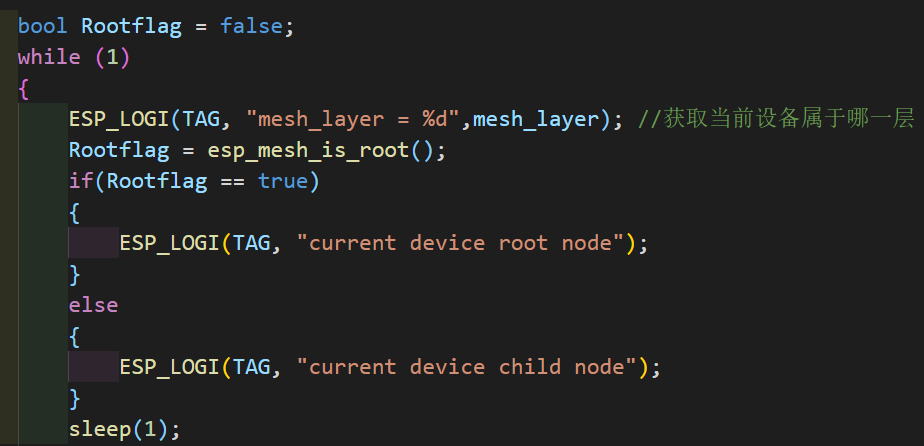 bool Rootflag = false;
while (1)
{
ESP_LOGI(TAG, "mesh_layer = %d",mesh_layer); //获取当前设备属于哪一层
Rootflag = esp_mesh_is_root();
if(Rootflag == true)
{
ESP_LOGI(TAG, "current device root node");
}
else
{
ESP_LOGI(TAG, "current device child node");
}
sleep(1);